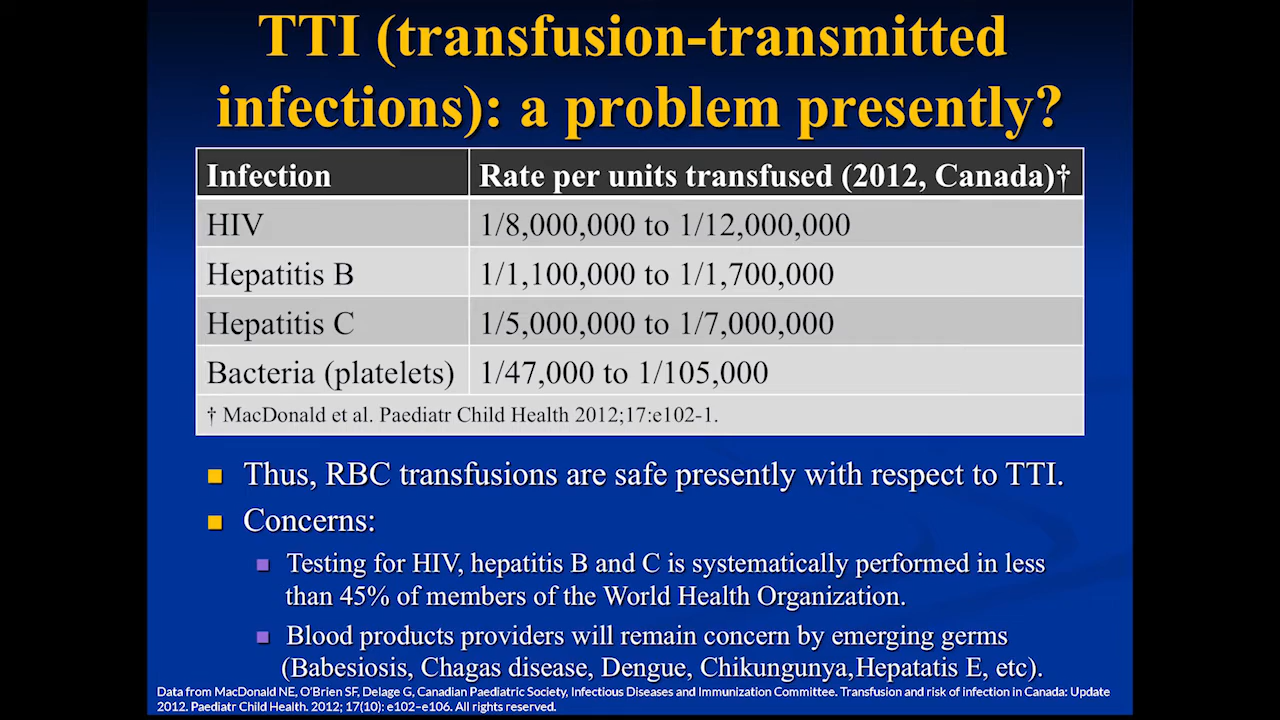 TTI (transfusion-transmitted
infections): a problem presently?
Infection Rate per units transfused (2012, Canada)†
HIV 1/8,000,000 to 1/12,000,000
Hepatitis B 1/1,100,000 to 1/1,700,000
Hepatitis C 1/5,000,000 to 1/7,000,000
Bacteria (platelets) 1/47,000 to 1/105,000
† MacDonald et al. Paediatr Child Health 2012;17:e102-1.
Thus, RBC transfusions are safe presently with respect to TTI.
Concerns:
Testing for HIV, hepatitis B and C is systematically performed in less
than 45% of members of the World Health Organization.
Blood products providers will remain concern by emerging germs
(Babesiosis, Chagas disease, Dengue, Chikungunya,Hepatatis E, etc).
Data from MacDonald NE, O'Brien SF, Delage G, Canadian Paediatric Society, Infectious Diseases and Immunization Committee. Transfusion and risk of infection in Canada: Update
2012. Paediatr Child Health. 2012; 17(10): e102–e106. All rights reserved.